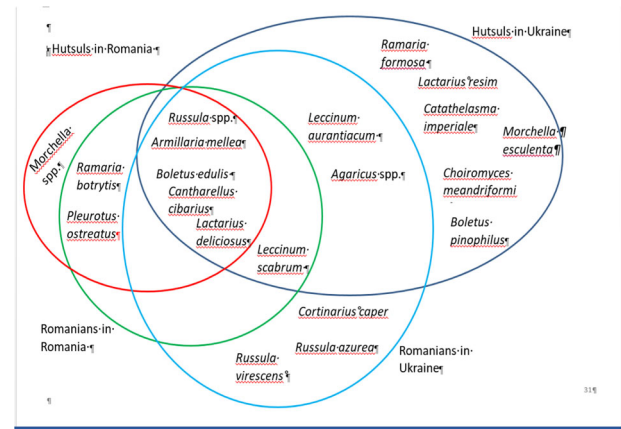 ¶
Hutsuls·in·Romania·¶
Hutsuls·in·Ukraine¶
Ramaria·
formosa¶
Lactarius°resim
Catathelasma·
imperiale¶
Morchella·¶
esculenta¶
Choiromyces·
meandriformi
Boletus·
pinophilus¶
Leccinum·
aurantiacum·¶
Agaricus·spp.¶
Russula·spp.¶
Armillaria·mellea¶
Boletus·edulis·¶
Cantharellus·
cibarius¶
Lactarius·
deliciosus¶
Leccinum·
scabrum·¶
Morchella·
spp.¶
Ramaria·
botrytis¶
Pleurotus·
ostreatus¶
Romanians·in·
Romania·¶
Cortinarius°caper
Russula·azurea¶
Russula·
virescens°¶
Romanians·in·
Ukraine¶
31¶
¶